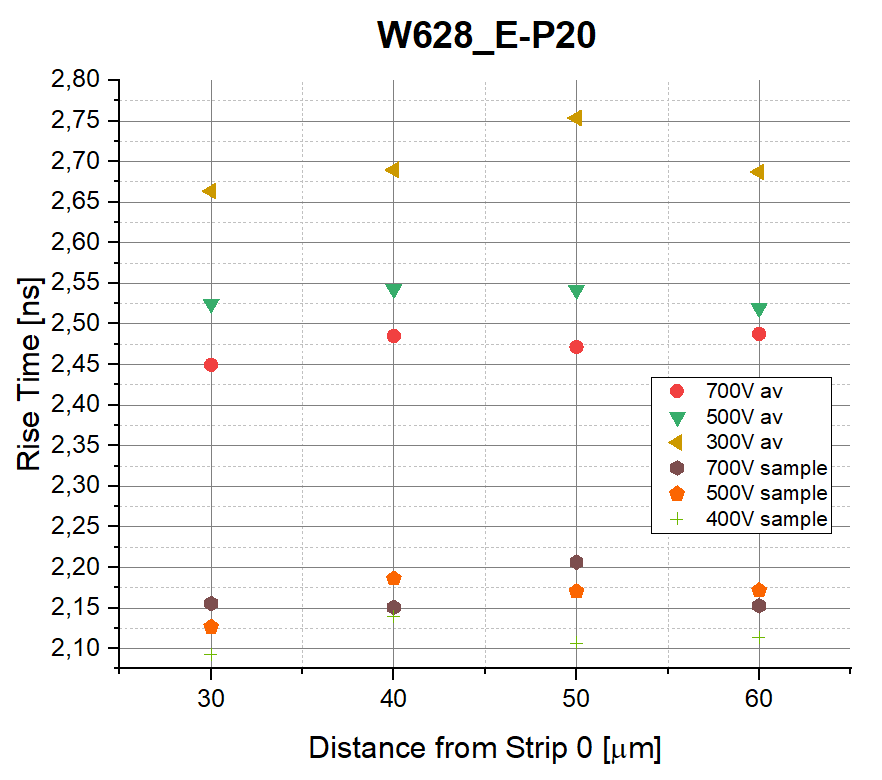 W628_E-P20
2,80
2,75
2,70
2,65
2,60
2,55
2,50
2,45
2,40
2,35
2,30
2,25
2,20
2,15
2,10
Rise Time [ns]
700V av
500V av
300V av
700V sample
500V sample
400V sample
30 40 50 60
Distance from Strip 0 [μm]